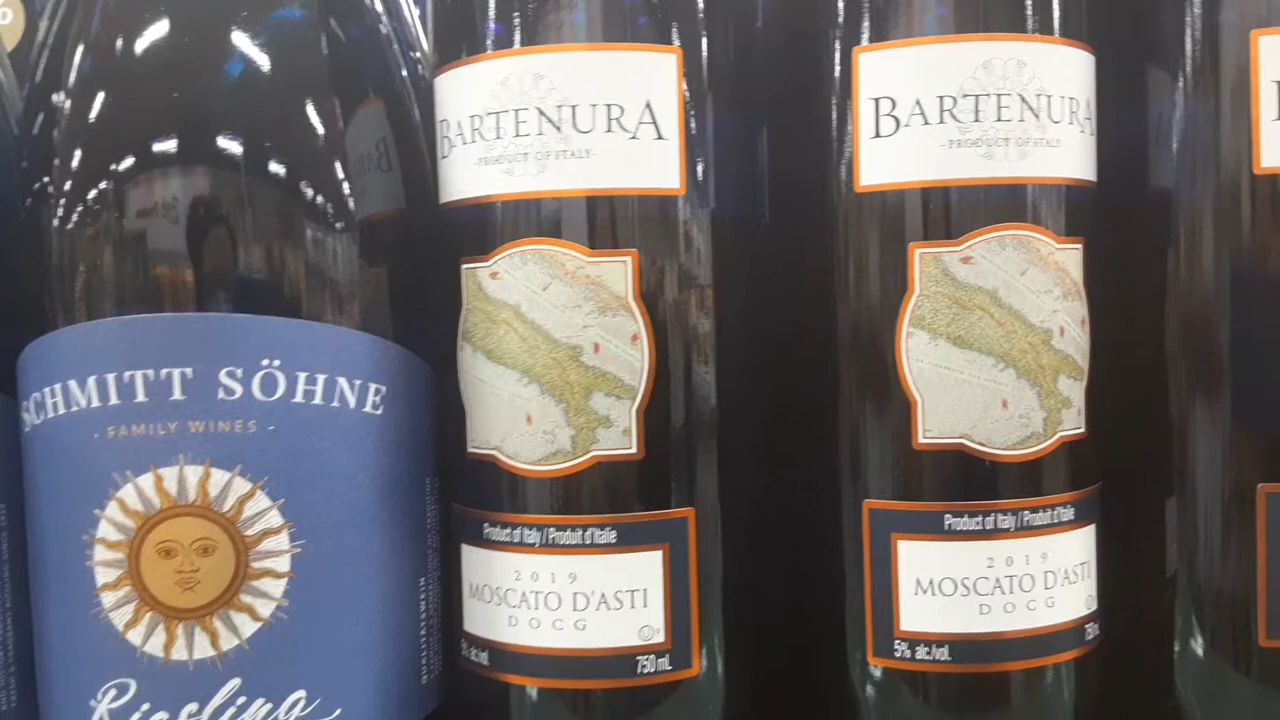 SCHMITT SÖHNE
- FAMILY WINES -
Riesling
QUALITÄTSWEIN
BARTENURA
-PRODUCT OF ITALY-
Product of Italy / Produit d'Italie
2019
MOSCATO D'ASTI
DOCG
5% alc./vol.
750 mL
BARTENURA
-PRODUCT OF ITALY-
Product of Italy / Produit d'Italie
2019
MOSCATO D'ASTI
DOCG
5% alc./vol.